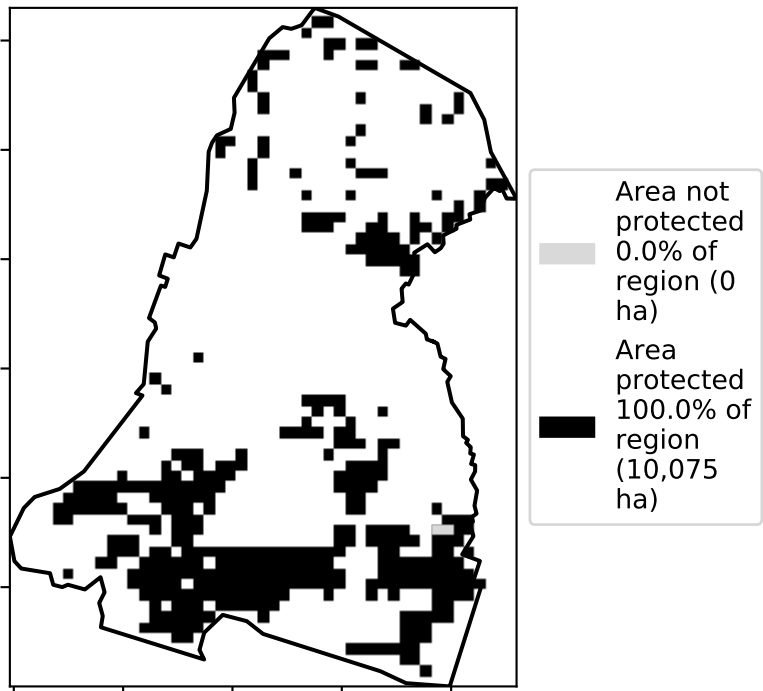 Area not
protected
0.0% of
region (0
ha)
Area
protected
100.0% of
region
(10,075
ha)